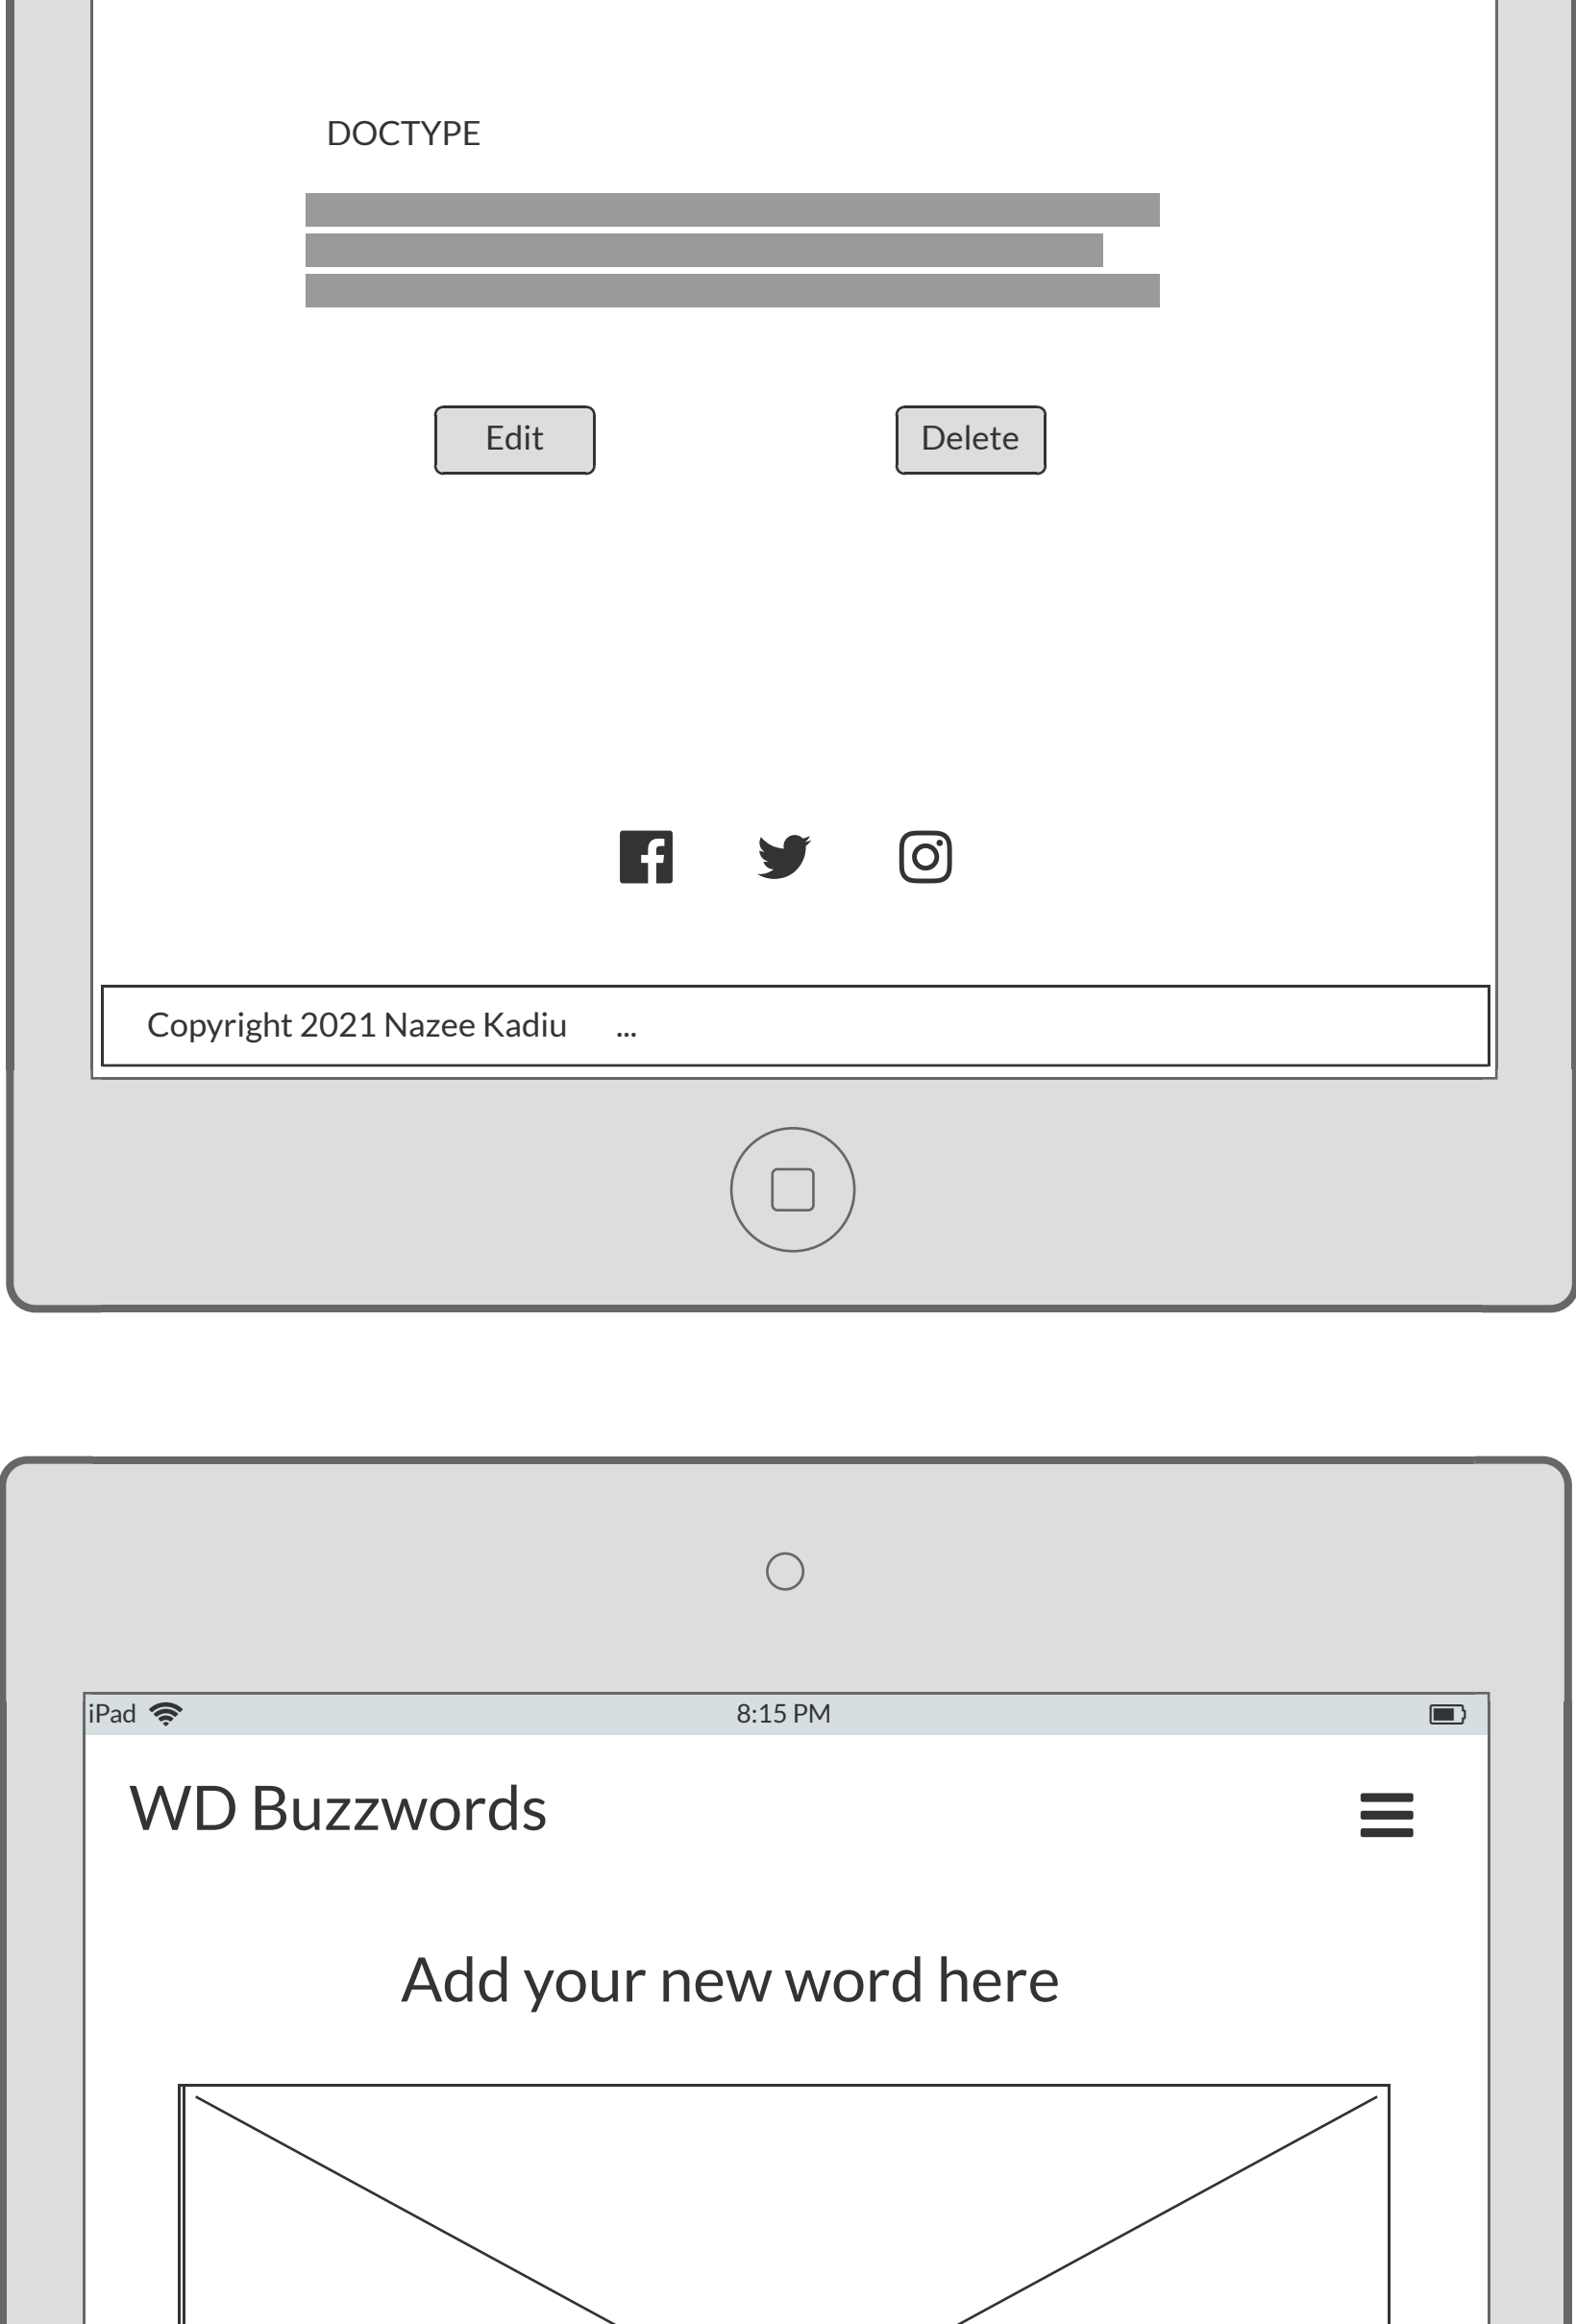 DOCTYPE
Edit Delete
Copyright 2021 Nazee Kadiu ...
iPad 8:15 PM
WD Buzzwords
Add your new word here